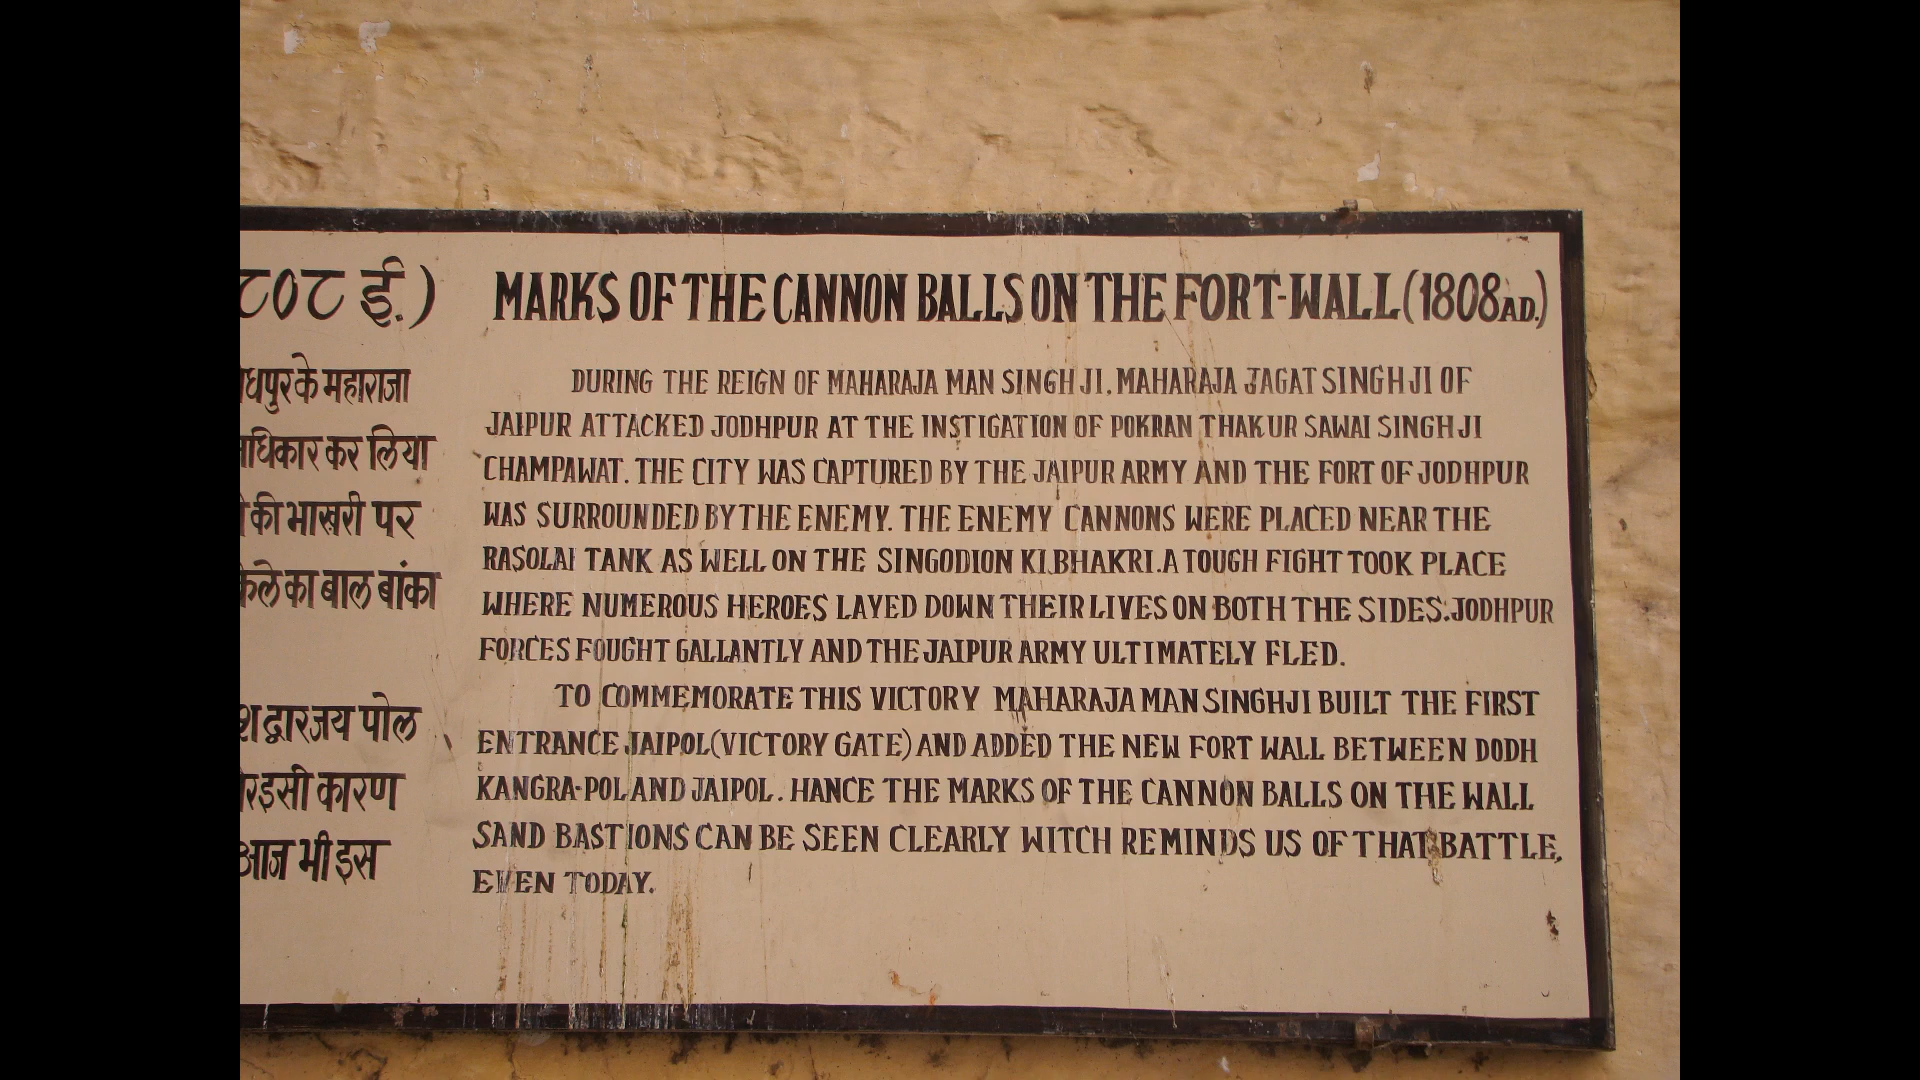 ८०८ ई.)
धपुर के महाराजा
धिकार कर लिया
की भाखरी पर
का बाल बांका
द्वार जय पोल
इसी कारण
आज भी इस
MARKS OF THE CANNON BALLS ON THE FORT-WALL (1808 AD.)
DURING THE REIGN OF MAHARAJA MAN SINGH JI, MAHARAJA JAGAT SINGH JI OF
JAIPUR ATTACKED JODHPUR AT THE INSTIGATION OF POKRAN THAKUR SAWAI SINGH JI
CHAMPAWAT. THE CITY WAS CAPTURED BY THE JAIPUR ARMY AND THE FORT OF JODHPUR
WAS SURROUNDED BY THE ENEMY. THE ENEMY CANNONS WERE PLACED NEAR THE
RASOLAI TANK AS WELL ON THE SINGODION KI.BHAKRI. A TOUGH FIGHT TOOK PLACE
WHERE NUMEROUS HEROES LAYED DOWN THEIR LIVES ON BOTH THE SIDES. JODHPUR
FORCES FOUGHT GALLANTLY AND THE JAIPUR ARMY ULTIMATELY FLED.
TO COMMEMORATE THIS VICTORY MAHARAJA MAN SINGHJI BUILT THE FIRST
ENTRANCE JAIPOL (VICTORY GATE) AND ADDED THE NEW FORT WALL BETWEEN DODH
KANGRA-POL AND JAIPOL. HANCE THE MARKS OF THE CANNON BALLS ON THE WALL
SAND BASTIONS CAN BE SEEN CLEARLY WITCH REMINDS US OF THAT BATTLE,
EVEN TODAY.